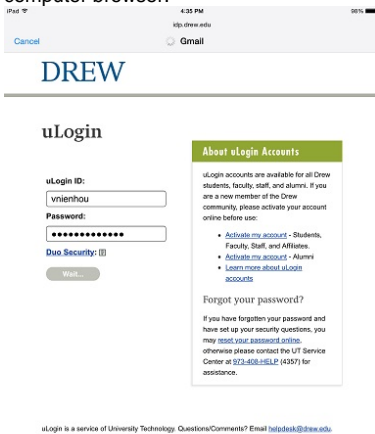 computer browser.
iPad
4:35 PM
98%
idp.drew.edu
Cancel
Gmail
DREW
uLogin
uLogin ID:
vnienhou
Password:
•••••••••••••
Duo Security:
Wait...
About uLogin Accounts
uLogin accounts are available for all Drew
students, faculty, staff, and alumni. If you
are a new member of the Drew
community, please activate your account
online before use:
• Activate my account - Students,
Faculty, Staff, and Affiliates.
• Activate my account - Alumni
• Learn more about uLogin
accounts
Forgot your password?
If you have forgotten your password and
have set up your security questions, you
may reset your password online,
otherwise please contact the UT Service
Center at 973-408-HELP (4357) for
assistance.
uLogin is a service of University Technology. Questions/Comments? Email helpdesk@drew.edu.